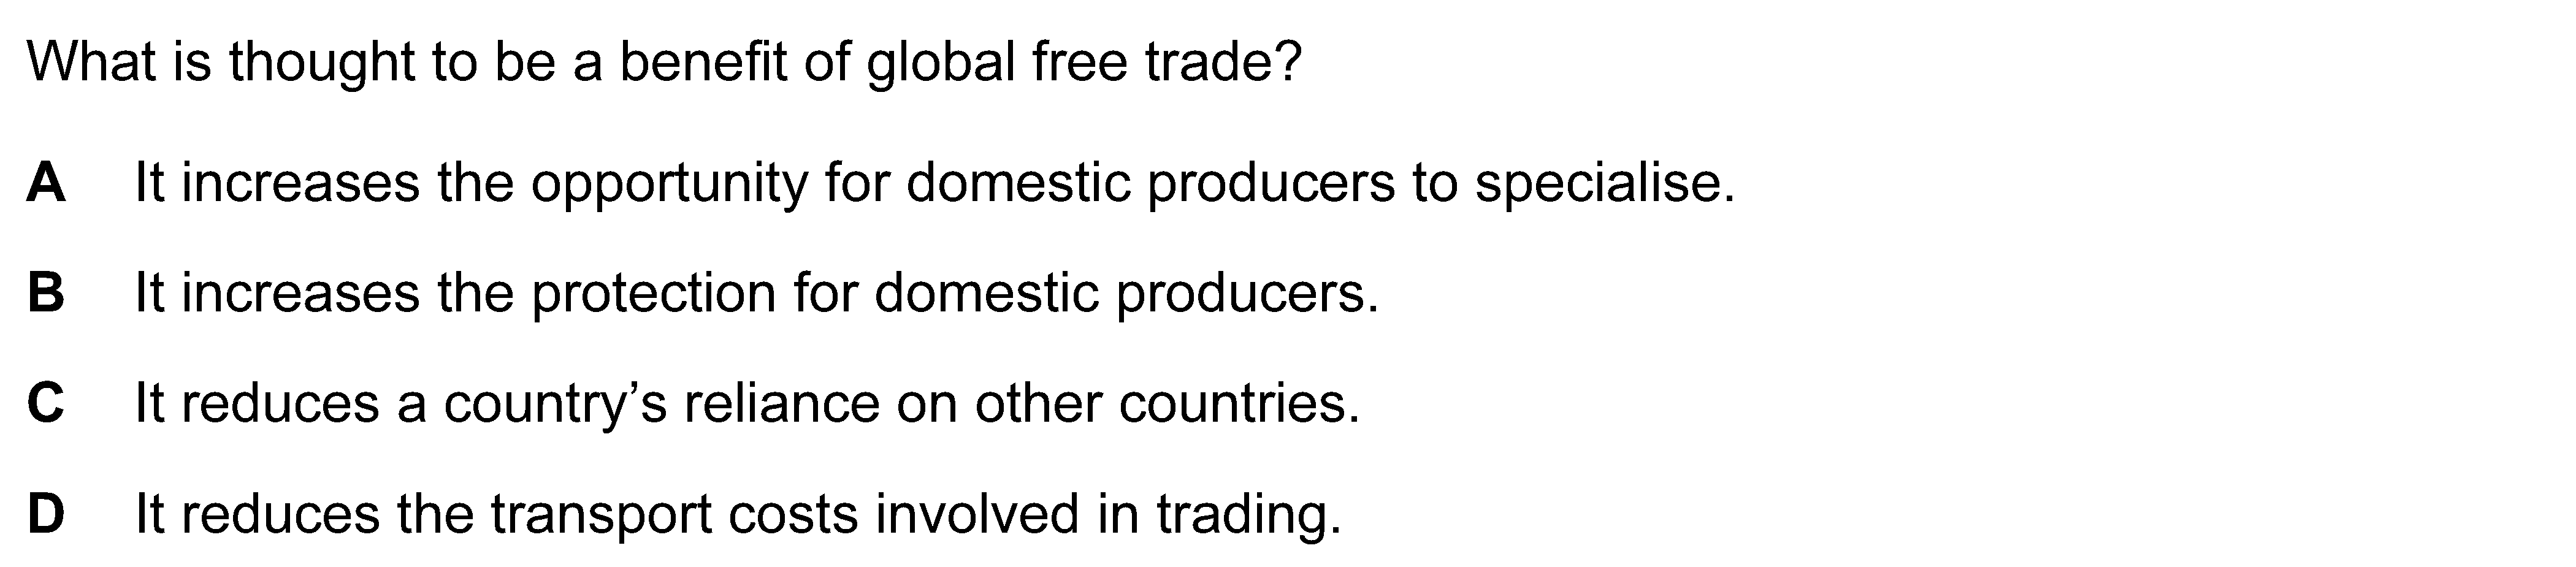 What is thought to be a benefit of global free trade?
A It increases the opportunity for domestic producers to specialise.
B It increases the protection for domestic producers.
C It reduces a country’s reliance on other countries.
D It reduces the transport costs involved in trading.